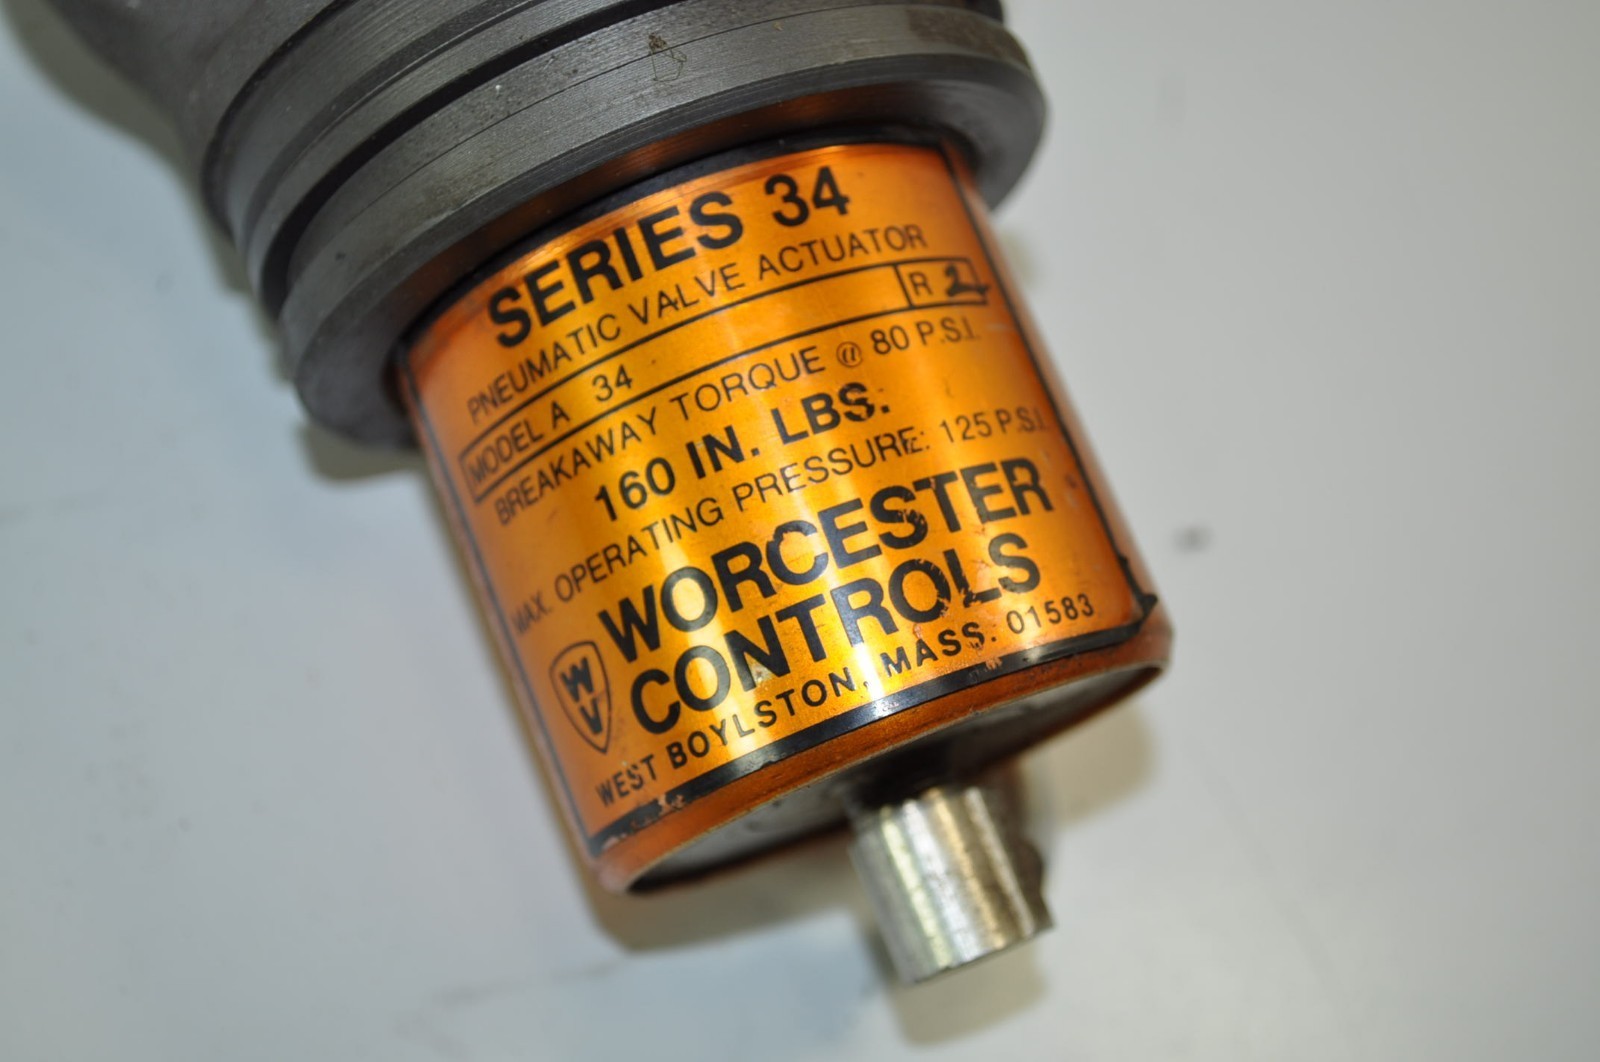 SERIES 34
PNEUMATIC VALVE ACTUATOR
MODEL A 34 R 2
BREAKAWAY TORQUE @ 80 P.S.I.
160 IN. LBS.
MAX. OPERATING PRESSURE: 125 P.S.I.
WORCESTER
CONTROLS
WV
WEST BOYLSTON, MASS. 01583